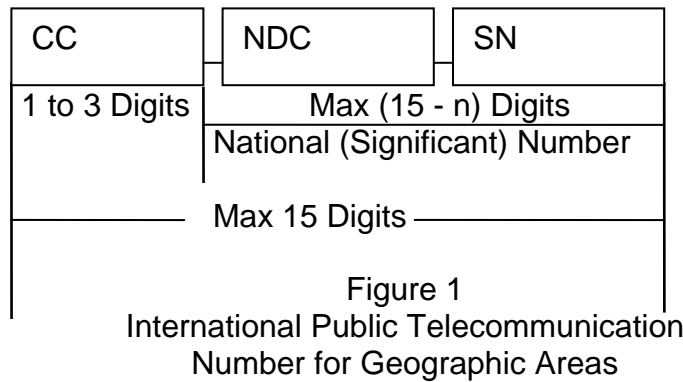 CC NDC SN
1 to 3 Digits Max (15 - n) Digits
National (Significant) Number
Max 15 Digits
Figure 1
International Public Telecommunication
Number for Geographic Areas